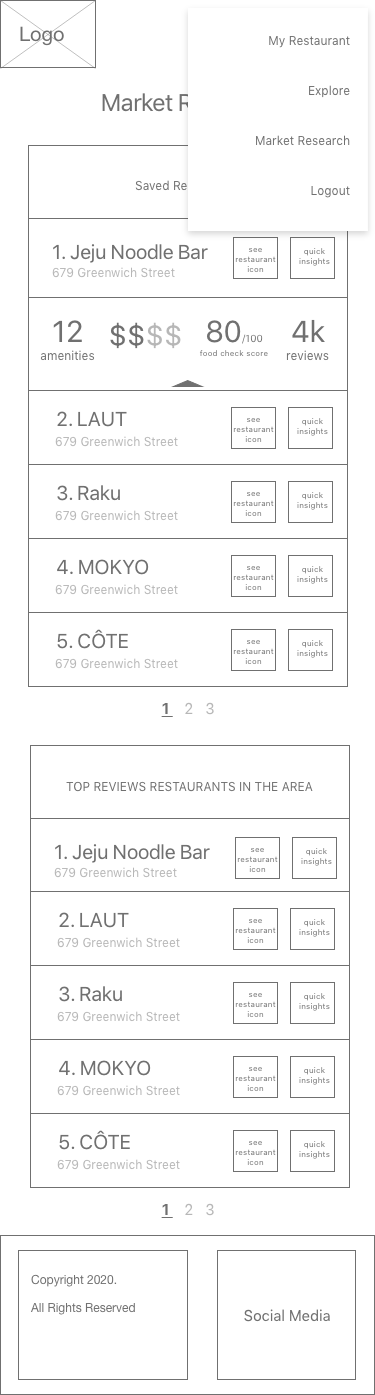 Logo
My Restaurant
Explore
Market R
Market Research
Saved Re
Logout
1. Jeju Noodle Bar
679 Greenwich Street
see
restaurant
icon
quick
insights
12
amenities
$$$$
80/100
food check score
4k
reviews
2. LAUT
679 Greenwich Street
see
restaurant
icon
quick
insights
3. Raku
679 Greenwich Street
see
restaurant
icon
quick
insights
4. MOKYO
679 Greenwich Street
see
restaurant
icon
quick
insights
5. CÔTE
679 Greenwich Street
see
restaurant
icon
quick
insights
1 2 3
TOP REVIEWS RESTAURANTS IN THE AREA
1. Jeju Noodle Bar
679 Greenwich Street
see
restaurant
icon
quick
insights
2. LAUT
679 Greenwich Street
see
restaurant
icon
quick
insights
3. Raku
679 Greenwich Street
see
restaurant
icon
quick
insights
4. MOKYO
679 Greenwich Street
see
restaurant
icon
quick
insights
5. CÔTE
679 Greenwich Street
see
restaurant
icon
quick
insights
1 2 3
Copyright 2020.
All Rights Reserved
Social Media